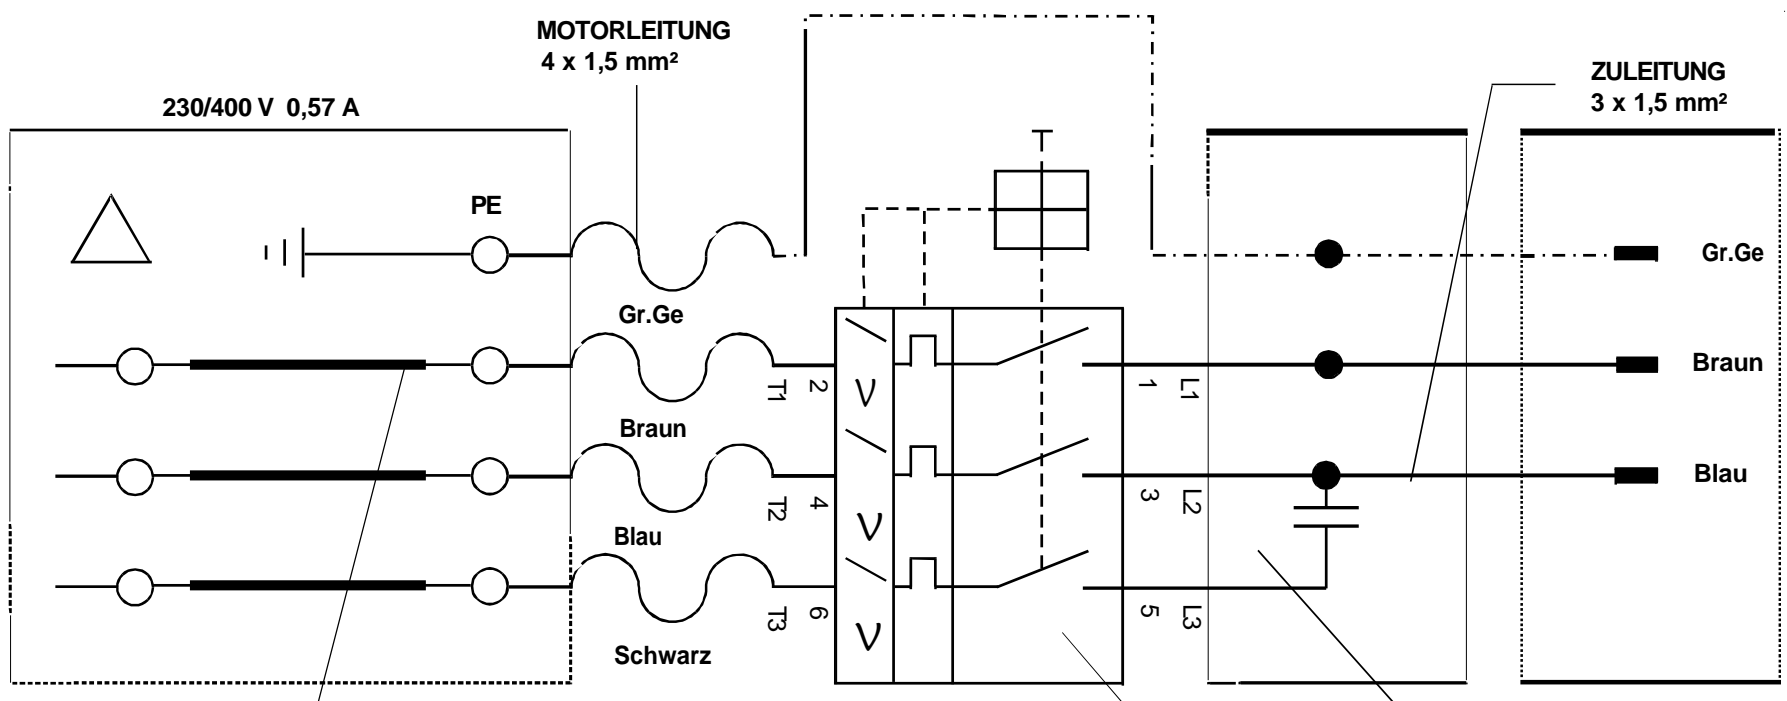 MOTORLEITUNG
4 x 1,5 mm²
ZULEITUNG
3 x 1,5 mm²
230/400 V 0,57 A
PE
Gr.Ge
Gr.Ge
Braun
T1 2
V
1 L1
Braun
Blau
T2 4
V
3 L2
Blau
T3 6
V
5 L3
Schwarz